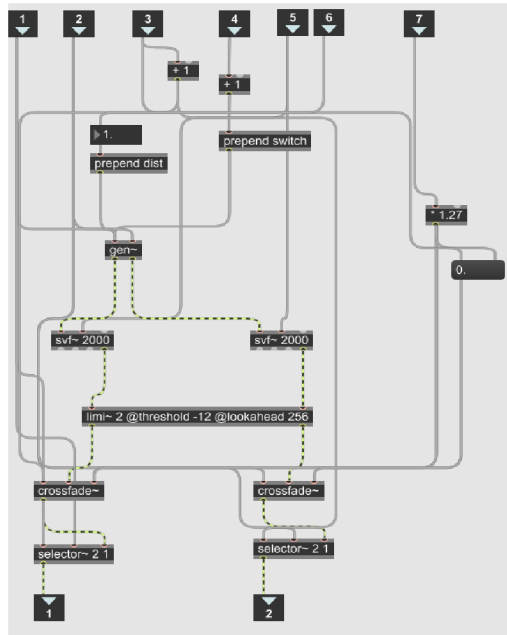 1 2 3 4 5 6 7
+ 1
+ 1
1.
prepend switch
prepend dist
* 1.27
gen~
0.
svf~ 2000 svf~ 2000
limi~ 2 @threshold -12 @lookahead 256
crossfade~ crossfade~
selector~ 2 1 selector~ 2 1
1 2